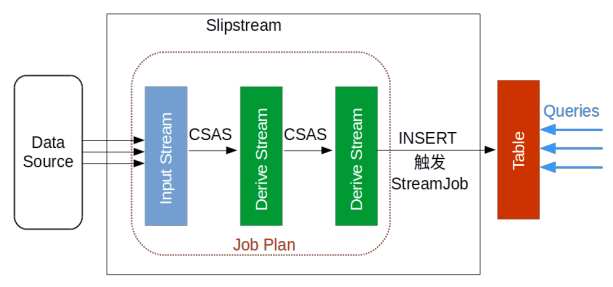 Slipstream
Data
Source
Input Stream
CSAS
Derive Stream
CSAS
Derive Stream
INSERT
触发
StreamJob
Table
Queries
Job Plan